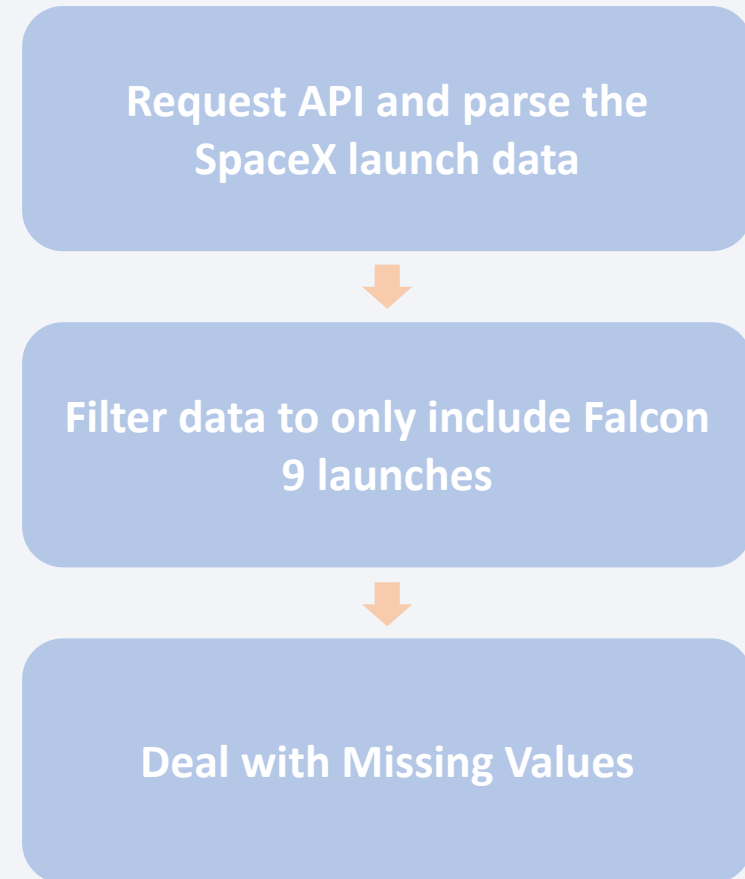 Request API and parse the
SpaceX launch data
Filter data to only include Falcon
9 launches
Deal with Missing Values